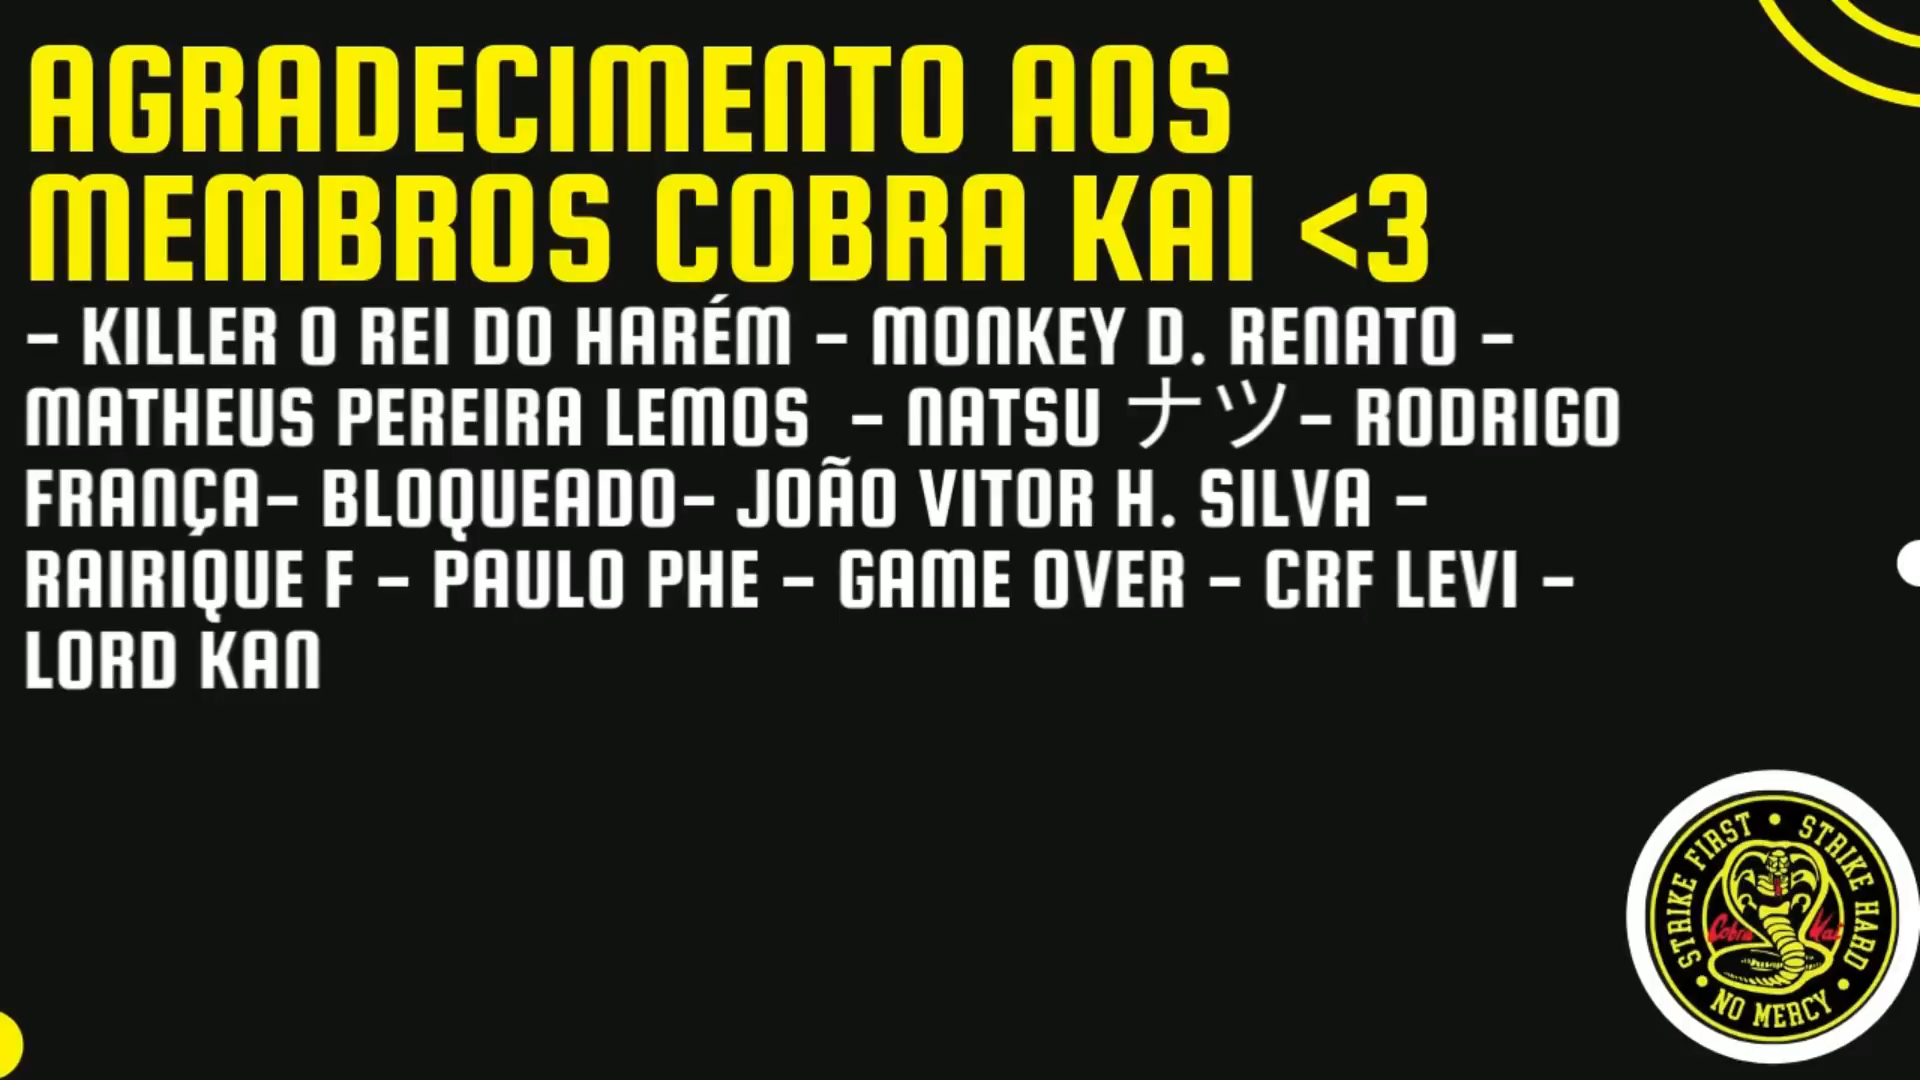 AGRADECIMENTO AOS
MEMBROS COBRA KAI <3
- KILLER O REI DO HARÉM - MONKEY D. RENATO -
MATHEUS PEREIRA LEMOS - NATSU ナツ- RODRIGO
FRANÇA- BLOQUEADO- JOÃO VITOR H. SILVA -
RAIRIQUE F - PAULO PHE - GAME OVER - CRF LEVI -
LORD KAN
STRIKE FIRST • STRIKE HARD • NO MERCY •
Cobra Kai